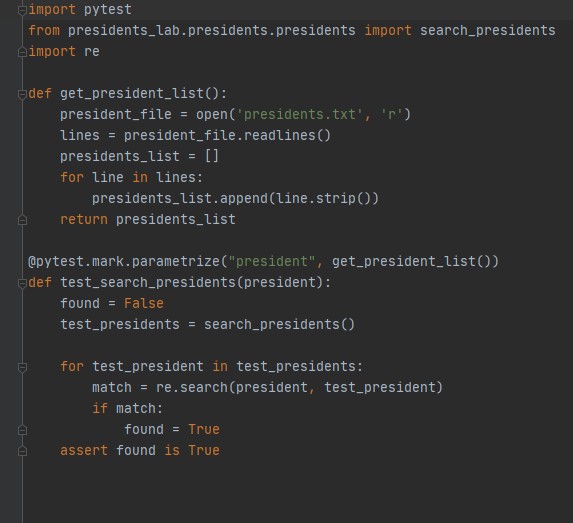 import pytest
from presidents_lab.presidents.presidents import search_presidents
import re

def get_president_list():
    president_file = open('presidents.txt', 'r')
    lines = president_file.readlines()
    presidents_list = []
    for line in lines:
        presidents_list.append(line.strip())
    return presidents_list

@pytest.mark.parametrize("president", get_president_list())
def test_search_presidents(president):
    found = False
    test_presidents = search_presidents()

    for test_president in test_presidents:
        match = re.search(president, test_president)
        if match:
            found = True
    assert found is True